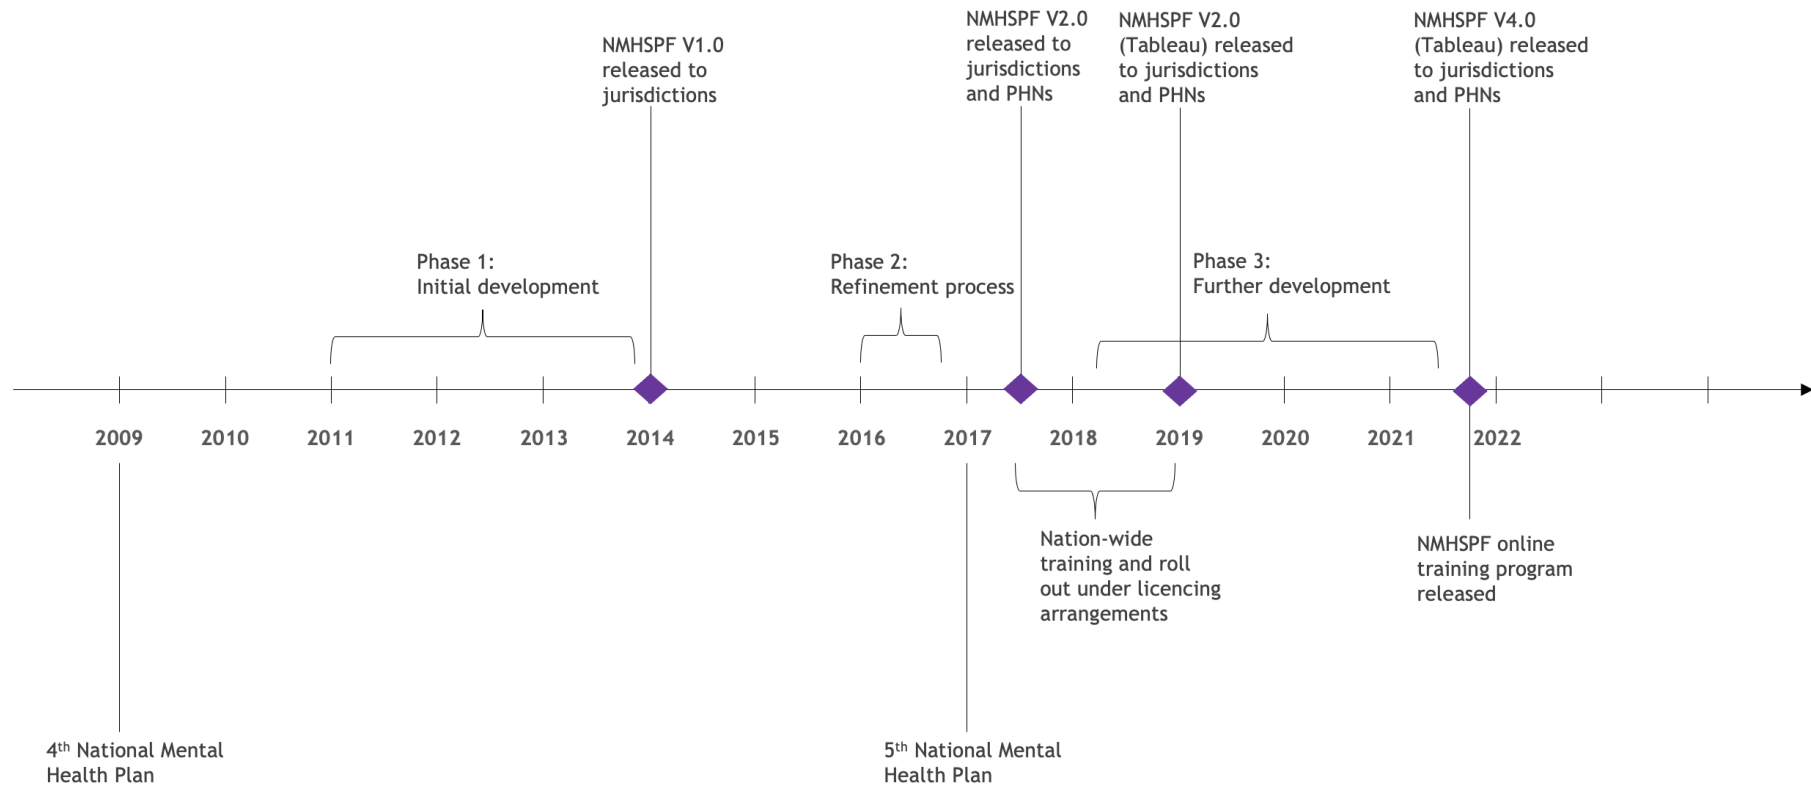 NMHSPF V1.0
released to
jurisdictions
NMHSPF V2.0
released to
jurisdictions
and PHNs
NMHSPF V2.0
(Tableau) released
to jurisdictions
and PHNs
NMHSPF V4.0
(Tableau) released
to jurisdictions
and PHNs
Phase 1:
Initial development
Phase 2:
Refinement process
Phase 3:
Further development
2009 2010 2011 2012 2013 2014 2015 2016 2017 2018 2019 2020 2021 2022
Nation-wide
training and roll
out under licencing
arrangements
NMHSPF online
training program
released
4th National Mental
Health Plan
5th National Mental
Health Plan